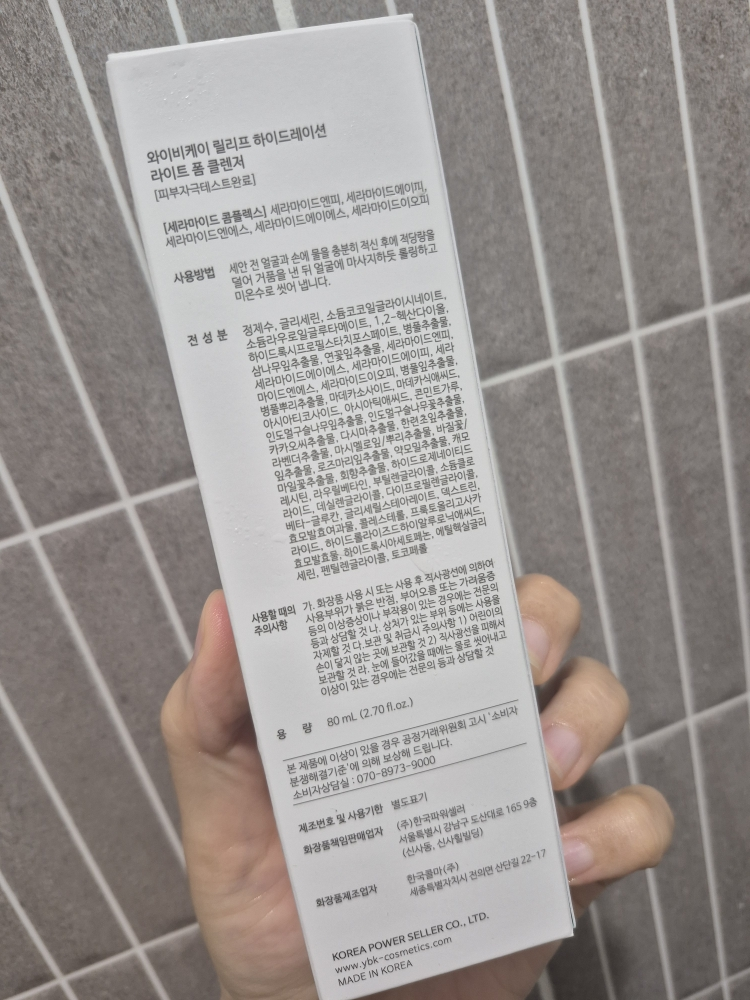 와이비케이 릴리프 하이드레이션
라이트 폼 클렌저
[피부자극테스트완료]
[세라마이드 콤플렉스] 세라마이드엔피, 세라마이드에이피,
세라마이드엔에스, 세라마이드에이에스, 세라마이드이오피
사용방법 세안 전 얼굴과 손에 물을 충분히 적신 후에 적당량을
덜어 거품을 낸 뒤 얼굴에 마사지하듯 롤링하고
미온수로 씻어 냅니다.
전 성 분 정제수, 글리세린, 소듐코코일글라이시네이트,
소듐라우로일글루타메이트, 1,2-헥산다이올,
하이드록시프로필스타치포스페이트, 병풀추출물,
삼나무잎추출물, 연꽃잎추출물, 세라마이드엔피,
세라마이드에이에스, 세라마이드에이피, 세라
마이드엔에스, 세라마이드이오피, 병풀잎추출물,
병풀뿌리추출물, 마데카소사이드, 마데카식애씨드,
아시아티코사이드, 아시아틱애씨드, 콘민트가루,
인도멀구슬나무잎추출물, 인도멀구슬나무꽃추출물,
카카오씨추출물, 다시마추출물, 한련초잎추출물,
라벤더추출물, 마시멜로잎/뿌리추출물, 바질꽃/
잎추출물, 로즈마리잎추출물, 약모밀추출물, 캐모
마일꽃추출물, 회향추출물, 하이드로제네이티드
레시틴, 라우릴베타인, 부틸렌글라이콜, 소듐클로
라이드, 데실렌글라이콜, 다이프로필렌글라이콜,
베타-글루칸, 글리세릴스테아레이트, 덱스트린,
효모발효여과물, 콜레스테롤, 프룩토올리고사카
라이드, 하이드롤라이즈드하이알루로닉애씨드,
효모발효물, 하이드록시아세토페논, 에틸헥실글리
세린, 펜틸렌글라이콜, 토코페롤
사용할 때의 가. 화장품 사용 시 또는 사용 후 직사광선에 의하여
주의사항 사용부위가 붉은 반점, 부어오름 또는 가려움증
등의 이상증상이나 부작용이 있는 경우에는 전문의
등과 상담할 것 나. 상처가 있는 부위 등에는 사용을
자제할 것 다. 보관 및 취급시 주의사항 1) 어린이의
손이 닿지 않는 곳에 보관할 것 2) 직사광선을 피해서
보관할 것 라. 눈에 들어갔을 때에는 물로 씻어내고
이상이 있는 경우에는 전문의 등과 상담할 것
용 량 80 mL (2.70 fl.oz.)
본 제품에 이상이 있을 경우 공정거래위원회 고시 '소비자
분쟁해결기준'에 의해 보상해 드립니다.
소비자상담실 : 070-8973-9000
제조번호 및 사용기한 별도표기
화장품책임판매업자 (주)한국파워셀러
서울특별시 강남구 도산대로 165 9층
(신사동, 신사힐빌딩)
화장품제조업자 한국콜마(주)
세종특별자치시 전의면 산단길 22-17
KOREA POWER SELLER CO., LTD.
www.ybk-cosmetics.com
MADE IN KOREA